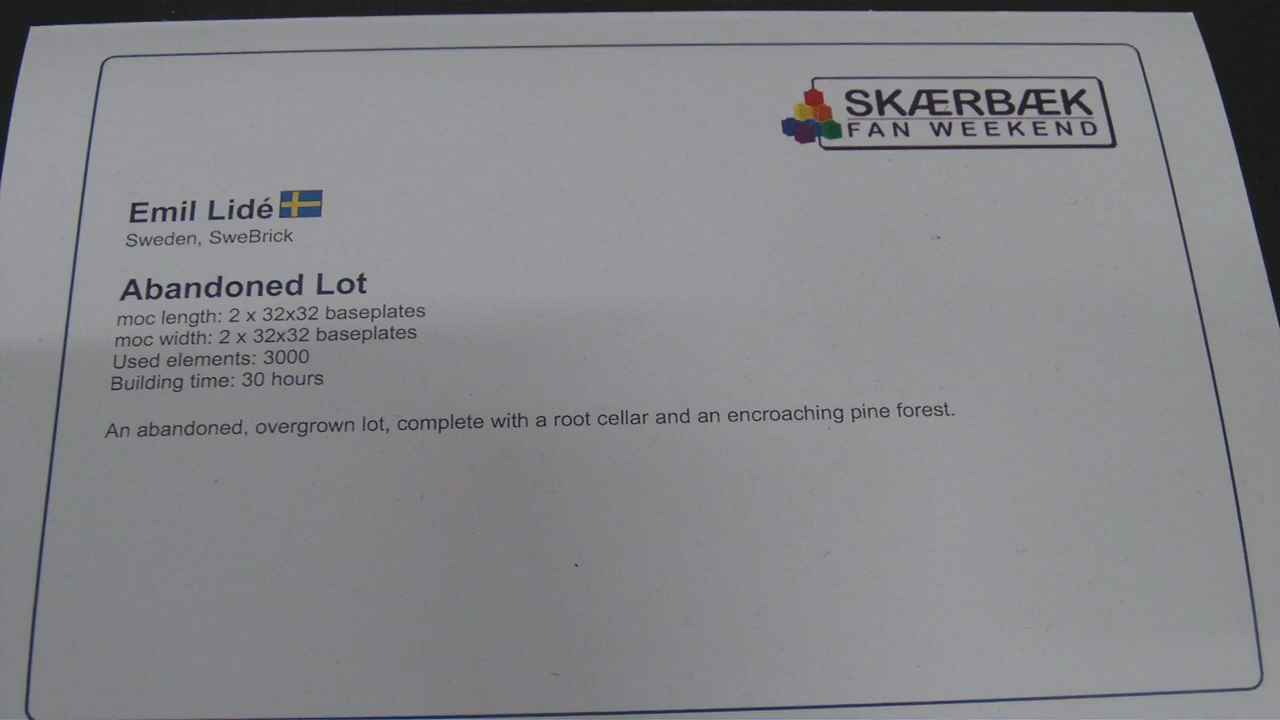 SKÆRBÆK
FAN WEEKEND
Emil Lidé
Sweden, SweBrick
Abandoned Lot
moc length: 2 x 32x32 baseplates
moc width: 2 x 32x32 baseplates
Used elements: 3000
Building time: 30 hours
An abandoned, overgrown lot, complete with a root cellar and an encroaching pine forest.